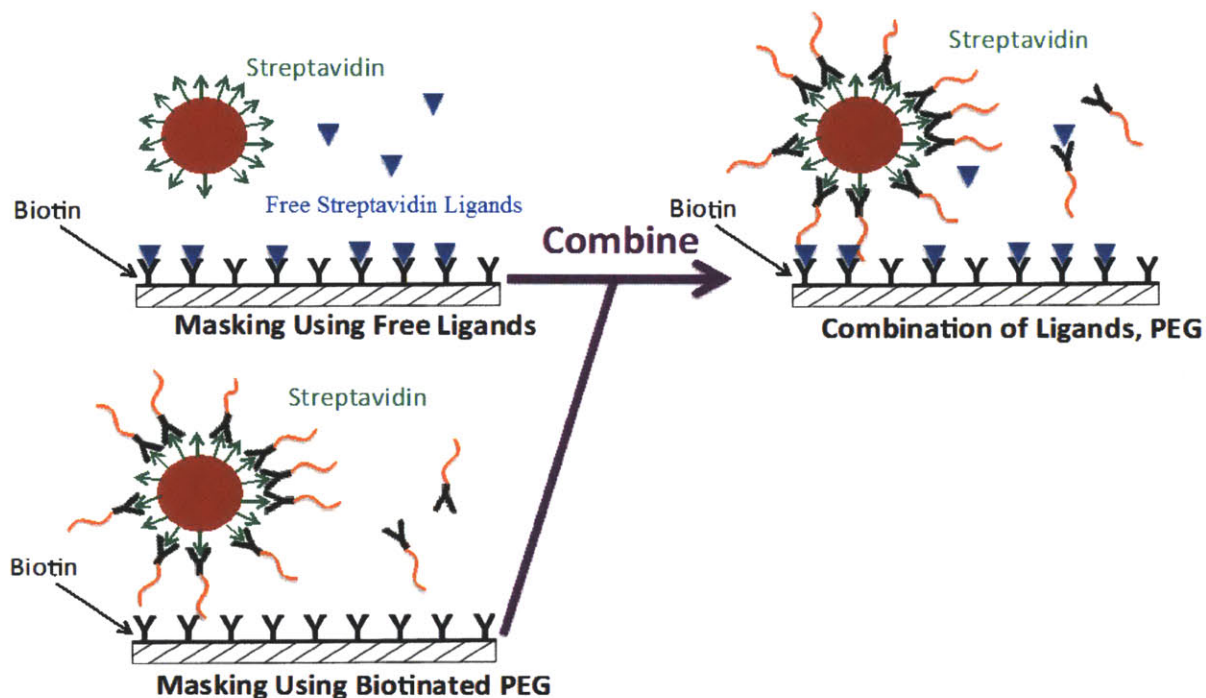 Streptavidin
Free Streptavidin Ligands
Biotin
Masking Using Free Ligands
Combine
Streptavidin
Biotin
Combination of Ligands, PEG
Streptavidin
Biotin
Masking Using Biotinated PEG